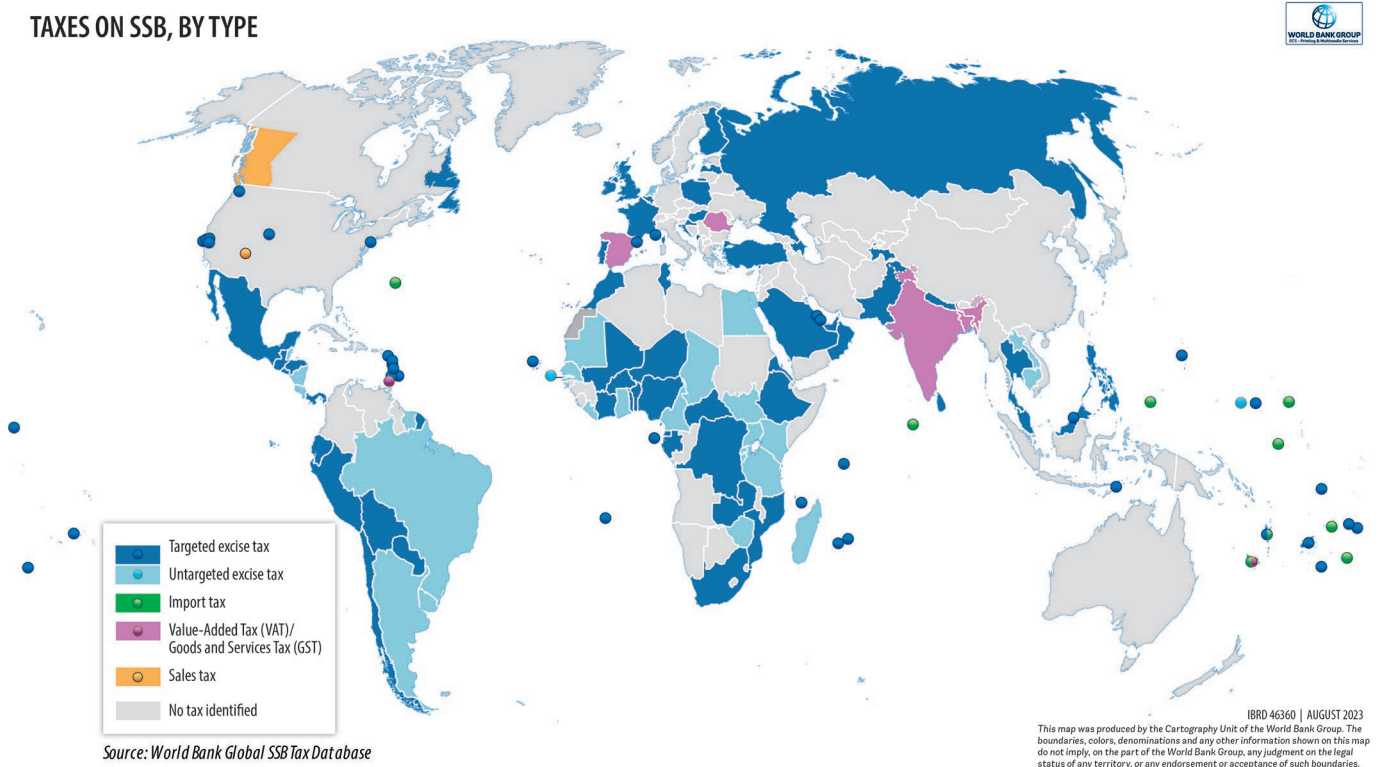 TAXES ON SSB, BY TYPE
WORLD BANK GROUP
GCS – Printing & Multimedia Services
Targeted excise tax
Untargeted excise tax
Import tax
Value-Added Tax (VAT)/
Goods and Services Tax (GST)
Sales tax
No tax identified
Source: World Bank Global SSB Tax Database
IBRD 46360 | AUGUST 2023
This map was produced by the Cartography Unit of the World Bank Group. The
boundaries, colors, denominations and any other information shown on this map
do not imply, on the part of the World Bank Group, any judgment on the legal
status of any territory, or any endorsement or acceptance of such boundaries.